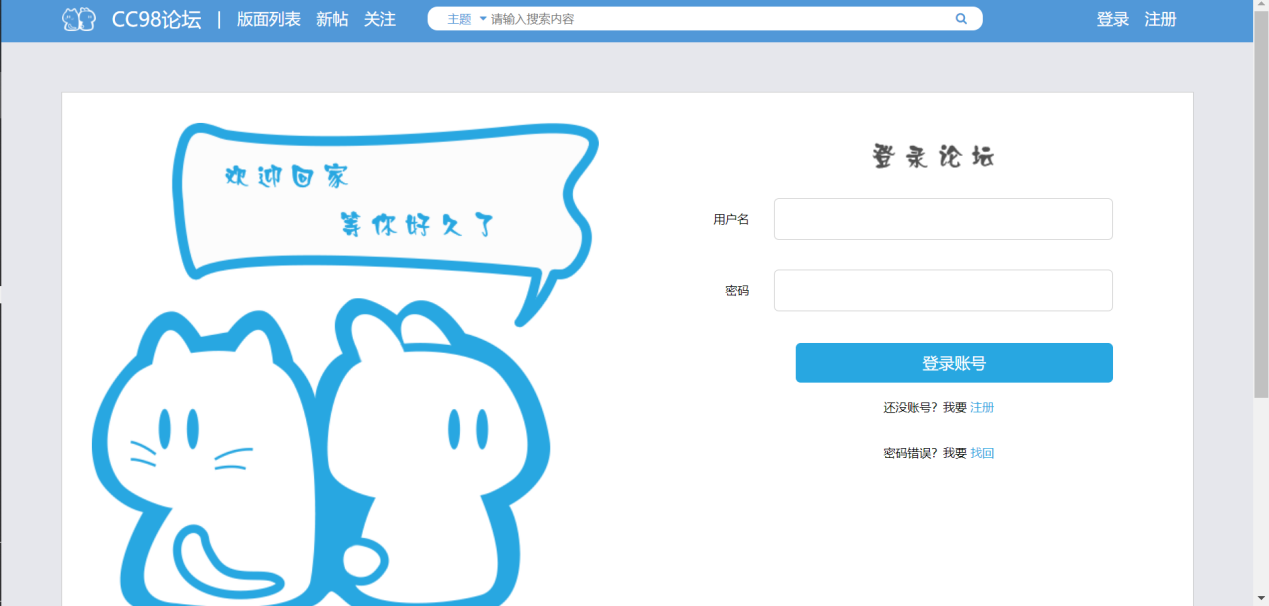 CC98论坛 | 版面列表 新帖 关注 主题 请输入搜索内容 登录 注册
欢迎回家
等你好久了
登录论坛
用户名
密码
登录账号
还没账号？我要 注册
密码错误？我要 找回